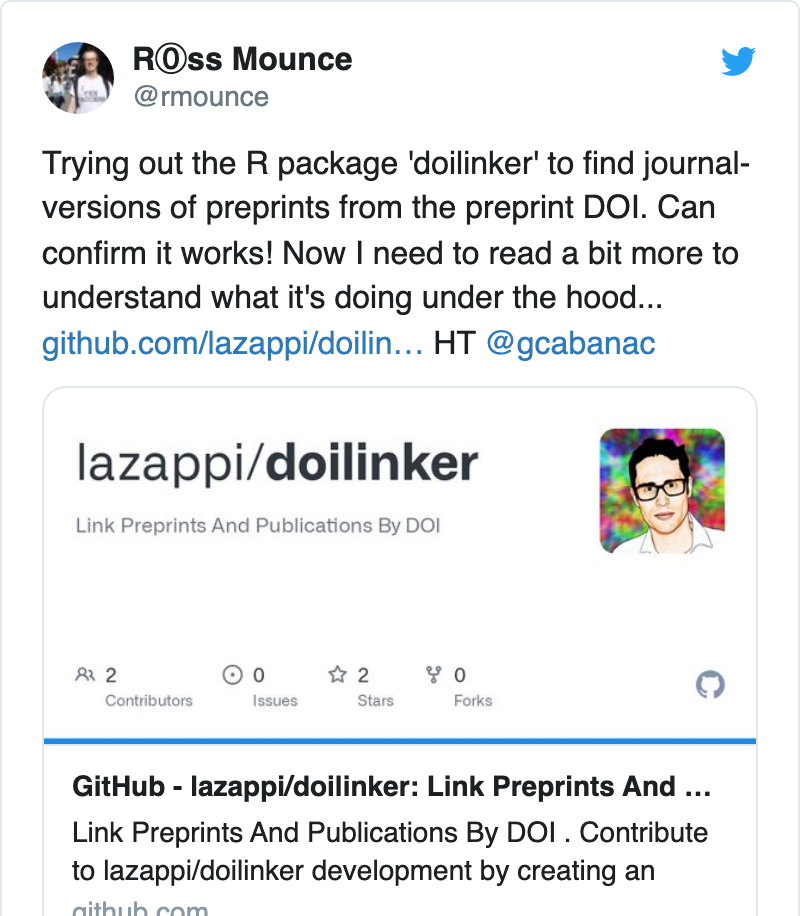 R⓪ss Mounce
@rmounce
Trying out the R package 'doilinker' to find journal-
versions of preprints from the preprint DOI. Can
confirm it works! Now I need to read a bit more to
understand what it's doing under the hood...
github.com/lazappi/doilin… HT @gcabanac
lazappi/doilinker
Link Preprints And Publications By DOI
2 0 2 0
Contributors Issues Stars Forks
GitHub - lazappi/doilinker: Link Preprints And …
Link Preprints And Publications By DOI . Contribute
to lazappi/doilinker development by creating an
github.com